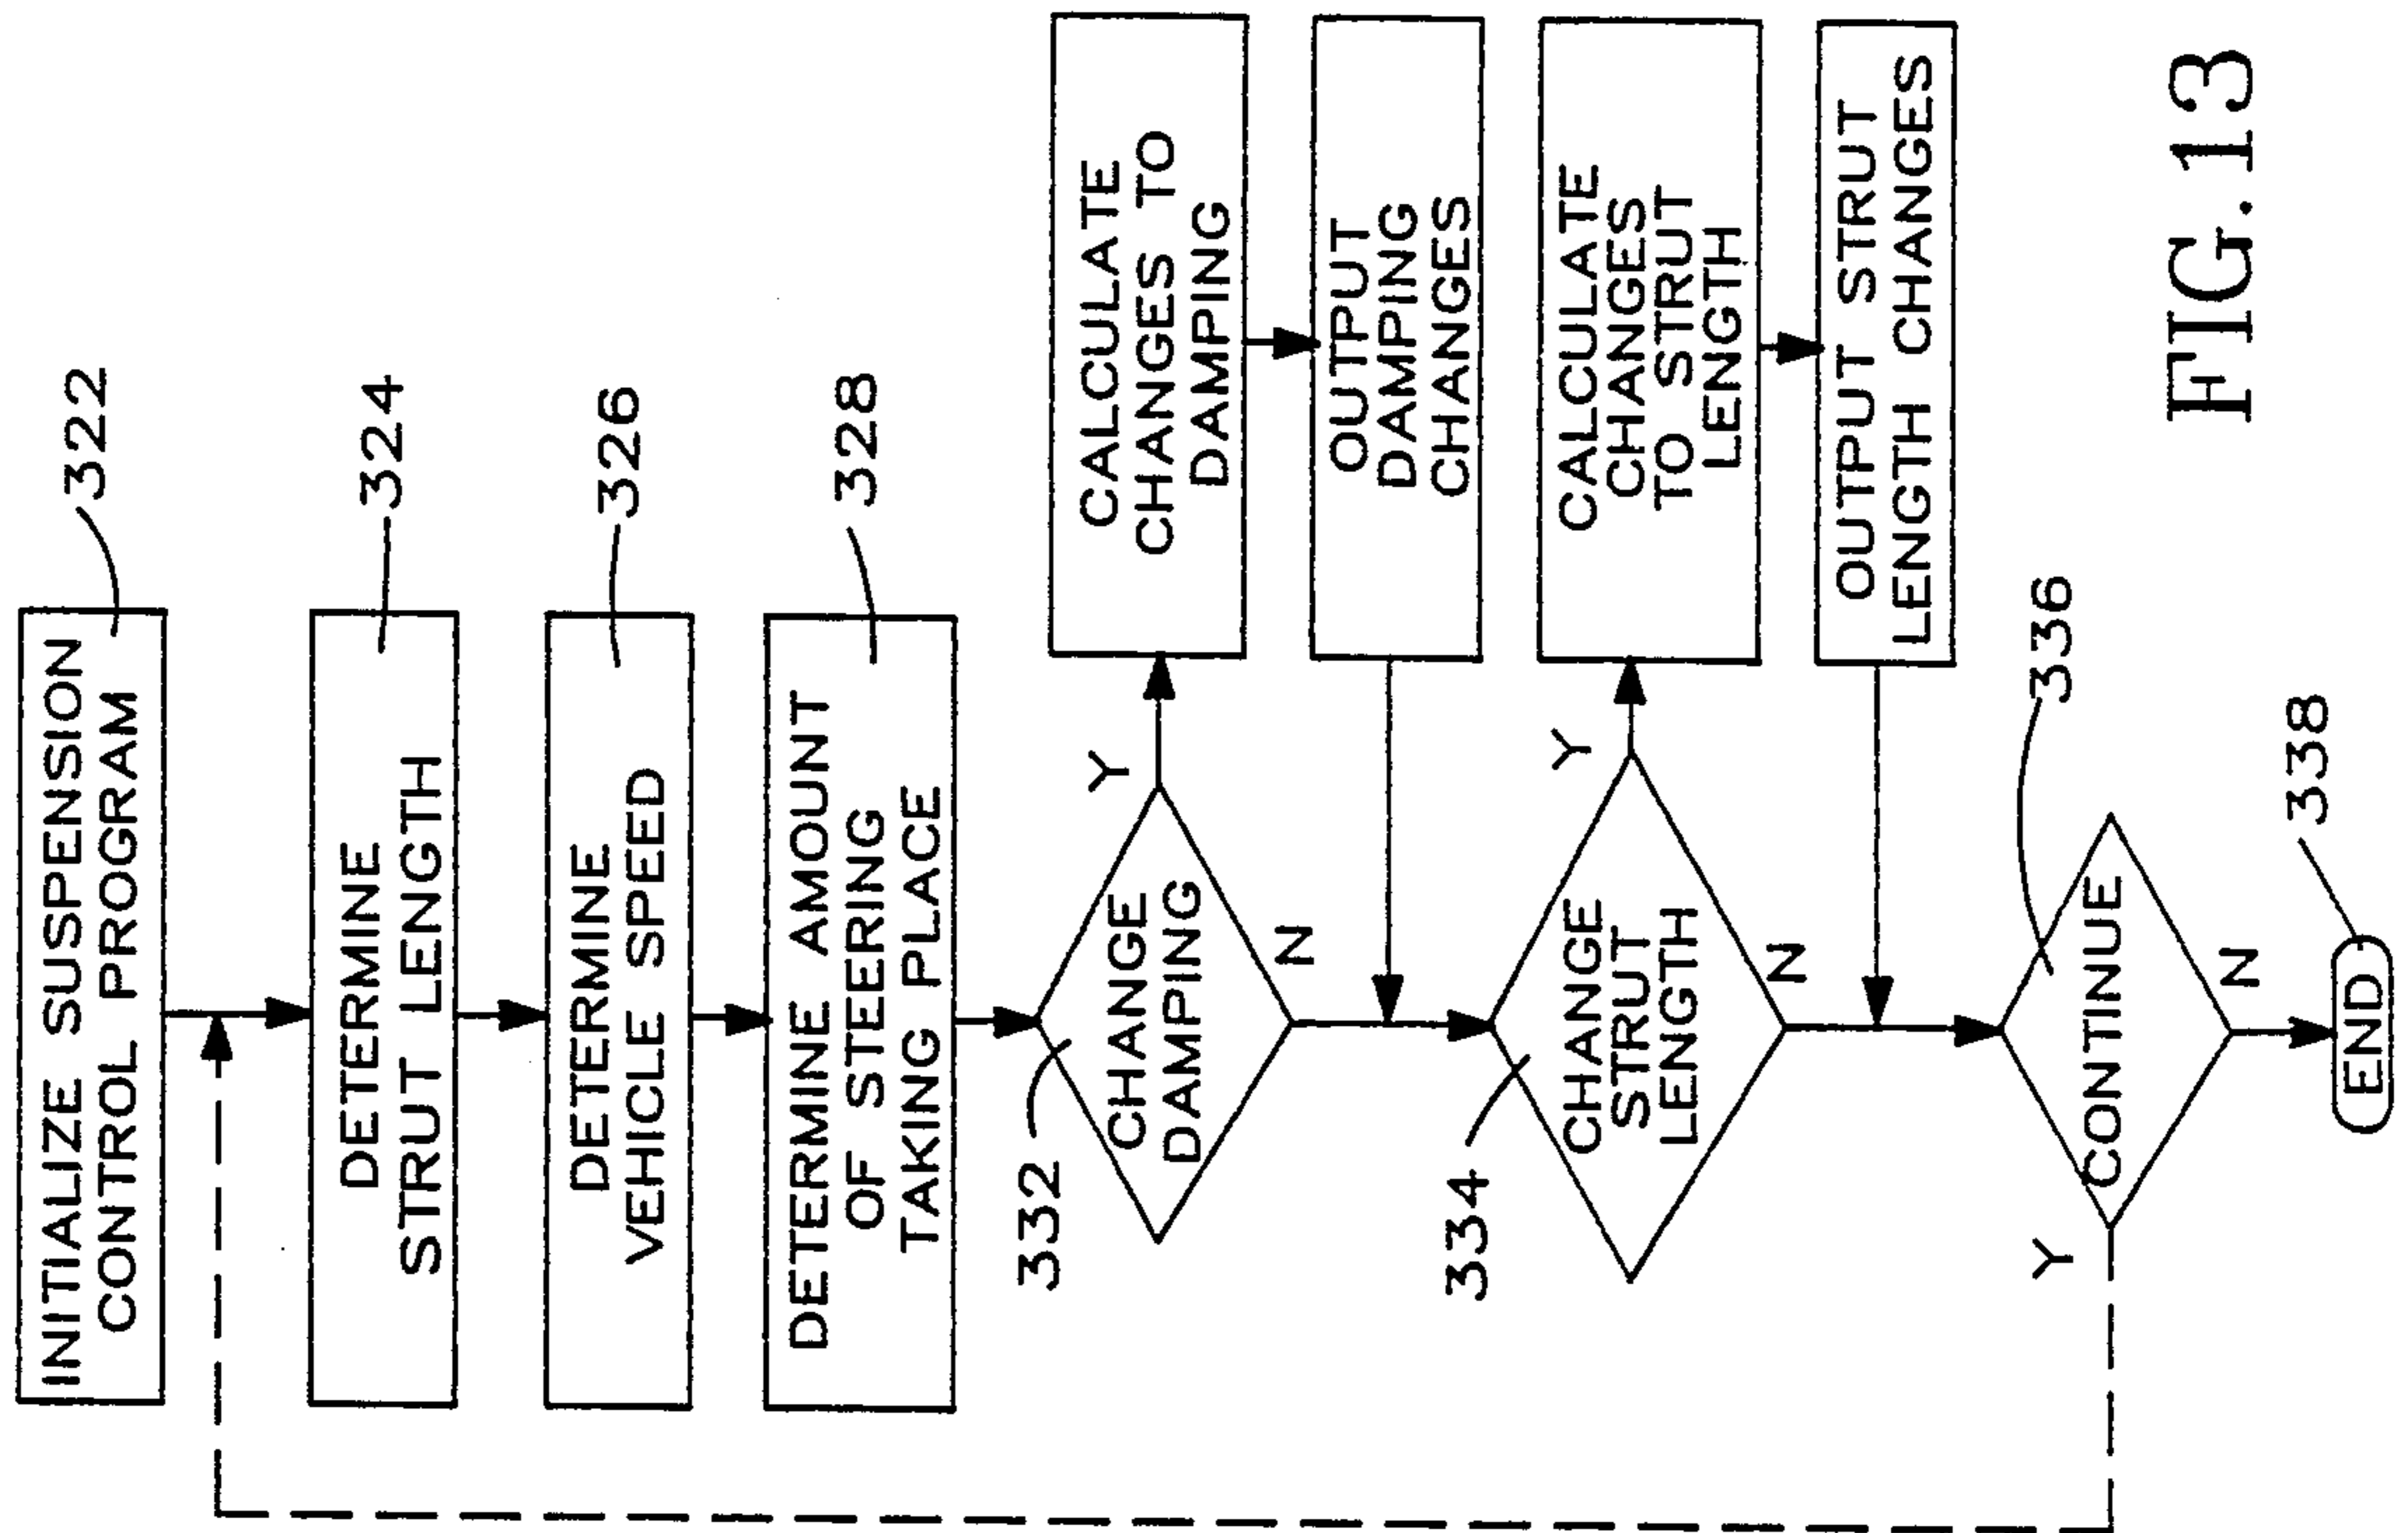 INITIALIZE SUSPENSION
CONTROL PROGRAM
322
DETERMINE
STRUT LENGTH
324
DETERMINE
VEHICLE SPEED
326
DETERMINE AMOUNT
OF STEERING
TAKING PLACE
328
332
CHANGE
DAMPING
Y
N
CALCULATE
CHANGES TO
DAMPING
OUTPUT
DAMPING
CHANGES
334
CHANGE
STRUT
LENGTH
Y
N
CALCULATE
CHANGES
TO STRUT
LENGTH
OUTPUT STRUT
LENGTH CHANGES
336
CONTINUE
Y
N
338
END
FIG.13